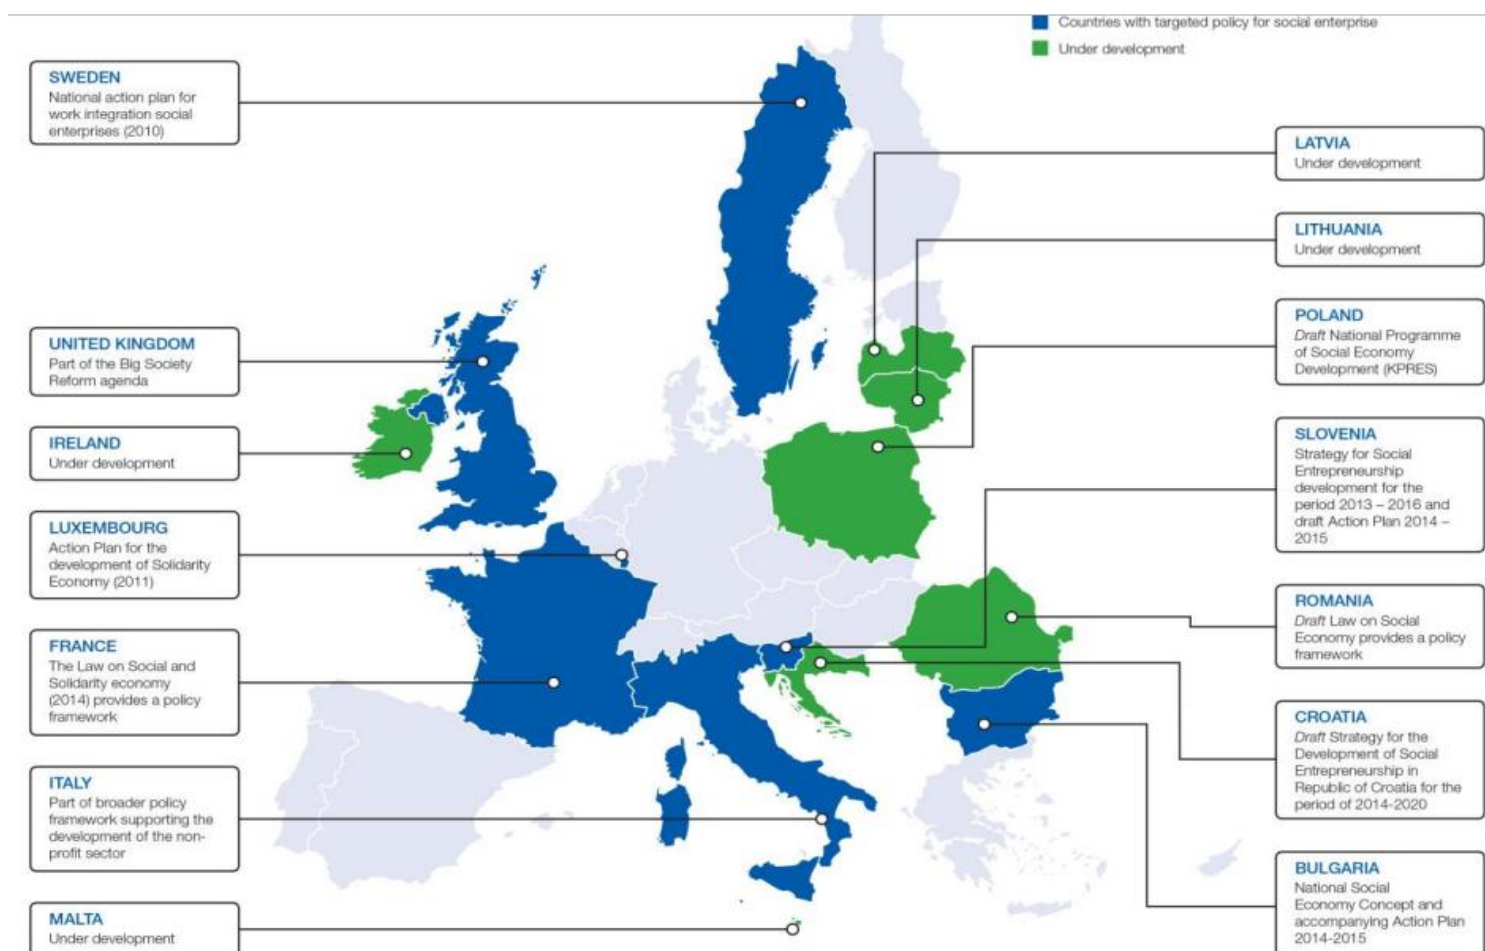 Countries with targeted policy for social enterprise
Under development
SWEDEN
National action plan for
work integration social
enterprises (2010)
UNITED KINGDOM
Part of the Big Society
Reform agenda
IRELAND
Under development
LUXEMBOURG
Action Plan for the
development of Solidarity
Economy (2011)
FRANCE
The Law on Social and
Solidarity economy
(2014) provides a policy
framework
ITALY
Part of broader policy
framework supporting the
development of the non-
profit sector
MALTA
Under development
LATVIA
Under development
LITHUANIA
Under development
POLAND
Draft National Programme
of Social Economy
Development (KPRES)
SLOVENIA
Strategy for Social
Entrepreneurship
development for the
period 2013 – 2016 and
draft Action Plan 2014 –
2015
ROMANIA
Draft Law on Social
Economy provides a policy
framework
CROATIA
Draft Strategy for the
Development of Social
Entrepreneurship in
Republic of Croatia for the
period of 2014-2020
BULGARIA
National Social
Economy Concept and
accompanying Action Plan
2014-2015